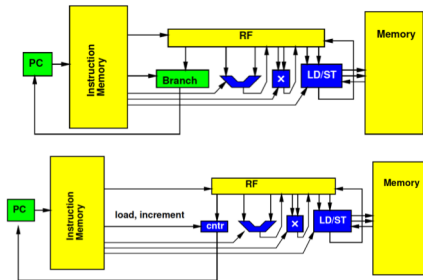 RF
Memory
PC
Instruction
Memory
Branch
×
LD/ST
RF
Memory
PC
Instruction
Memory
load, increment
cntr
×
LD/ST